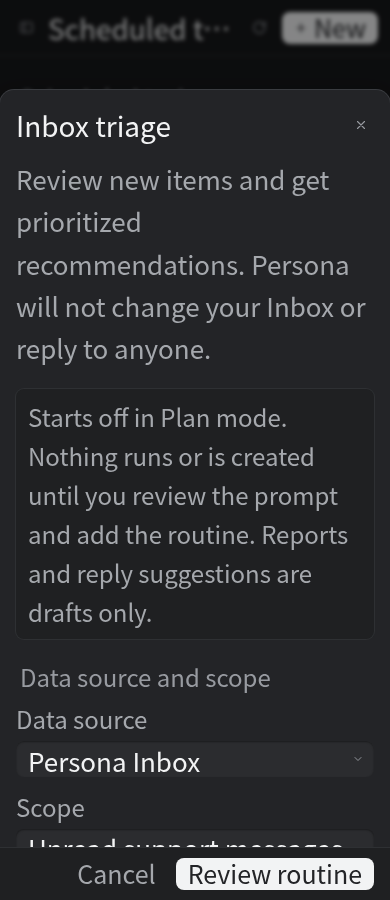 Scheduled t...
+ New
Inbox triage
×
Review new items and get
prioritized
recommendations. Persona
will not change your Inbox or
reply to anyone.
Starts off in Plan mode.
Nothing runs or is created
until you review the prompt
and add the routine. Reports
and reply suggestions are
drafts only.
Data source and scope
Data source
Persona Inbox
Scope
Unread support messages
Cancel
Review routine